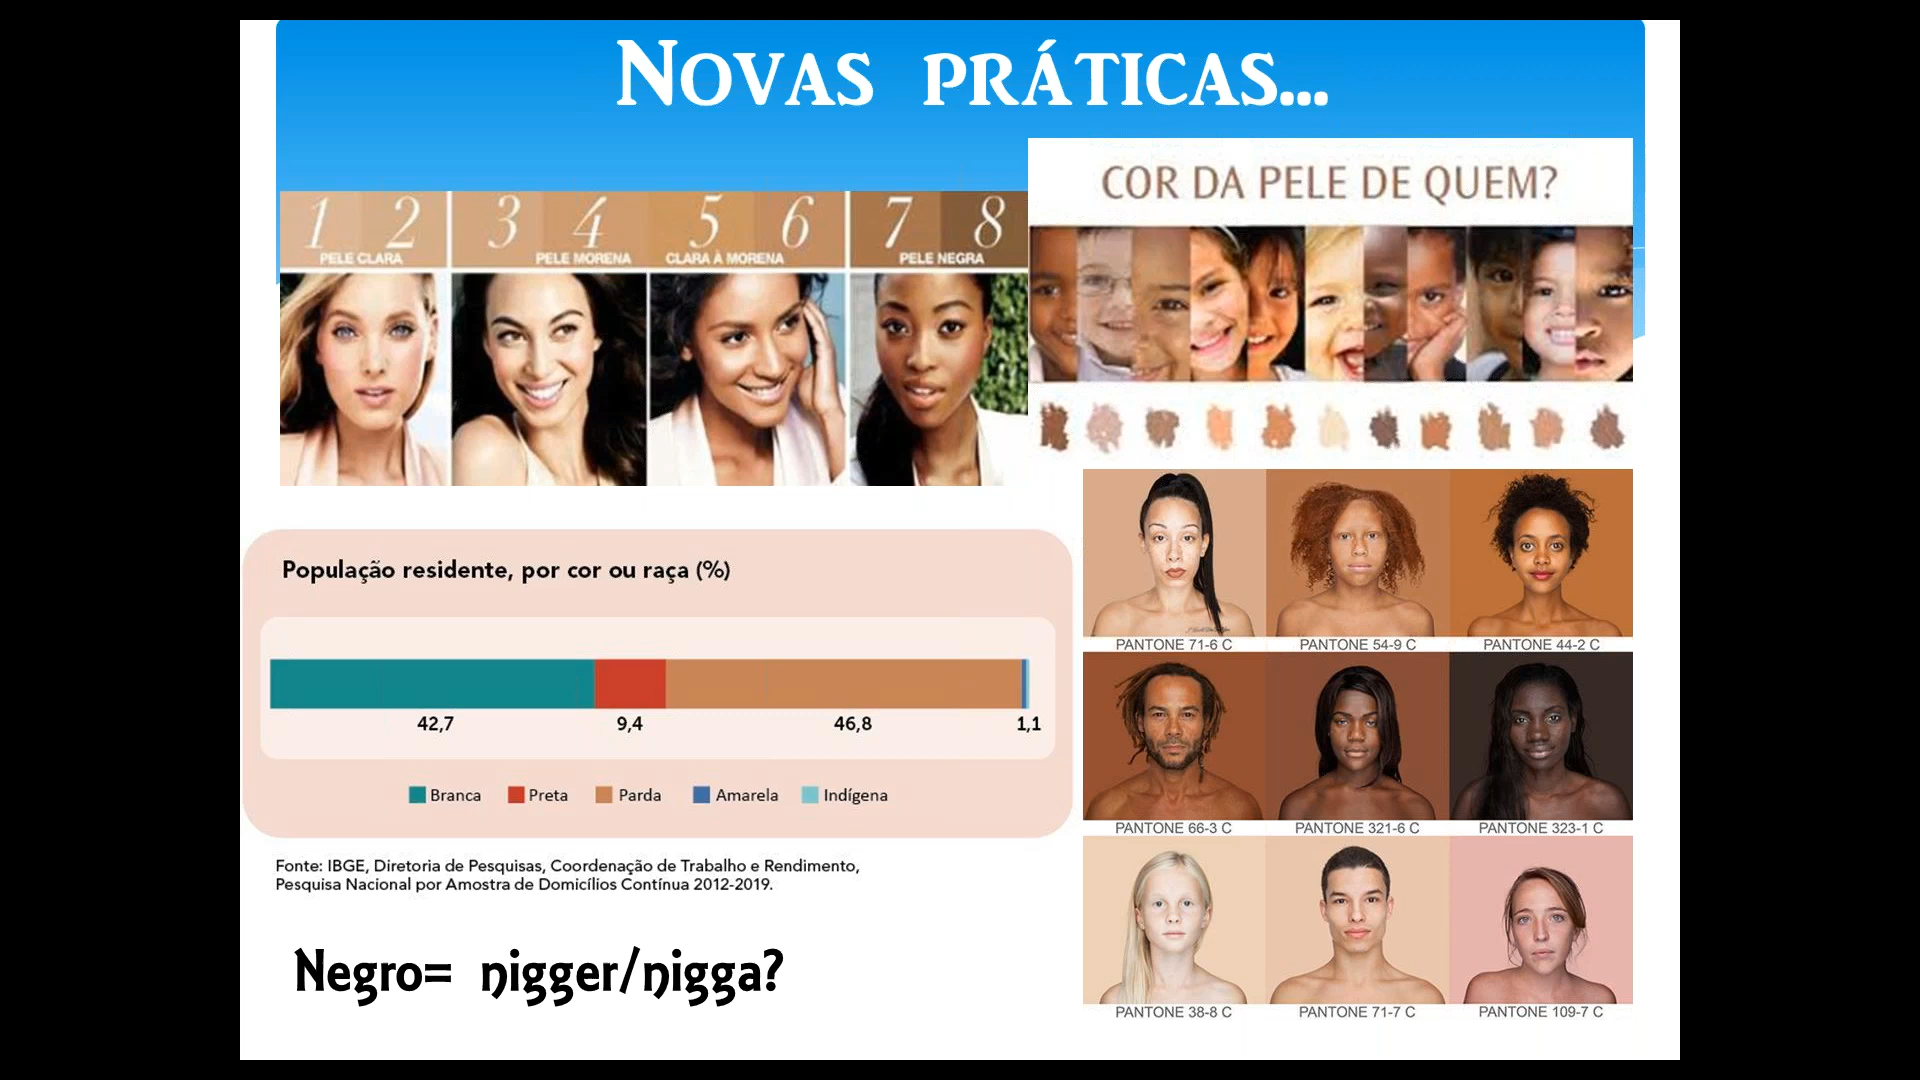 Novas práticas...
COR DA PELE DE QUEM?
1 2 3 4 5 6 7 8
PELE CLARA PELE MORENA CLARA À MORENA PELE NEGRA
PANTONE 71-6 C PANTONE 54-9 C PANTONE 44-2 C
PANTONE 66-3 C PANTONE 321-6 C PANTONE 323-1 C
PANTONE 38-8 C PANTONE 71-7 C PANTONE 109-7 C
População residente, por cor ou raça (%)
42,7 9,4 46,8 1,1
Branca Preta Parda Amarela Indígena
Fonte: IBGE, Diretoria de Pesquisas, Coordenação de Trabalho e Rendimento,
Pesquisa Nacional por Amostra de Domicílios Contínua 2012-2019.
Negro= nigger/nigga?